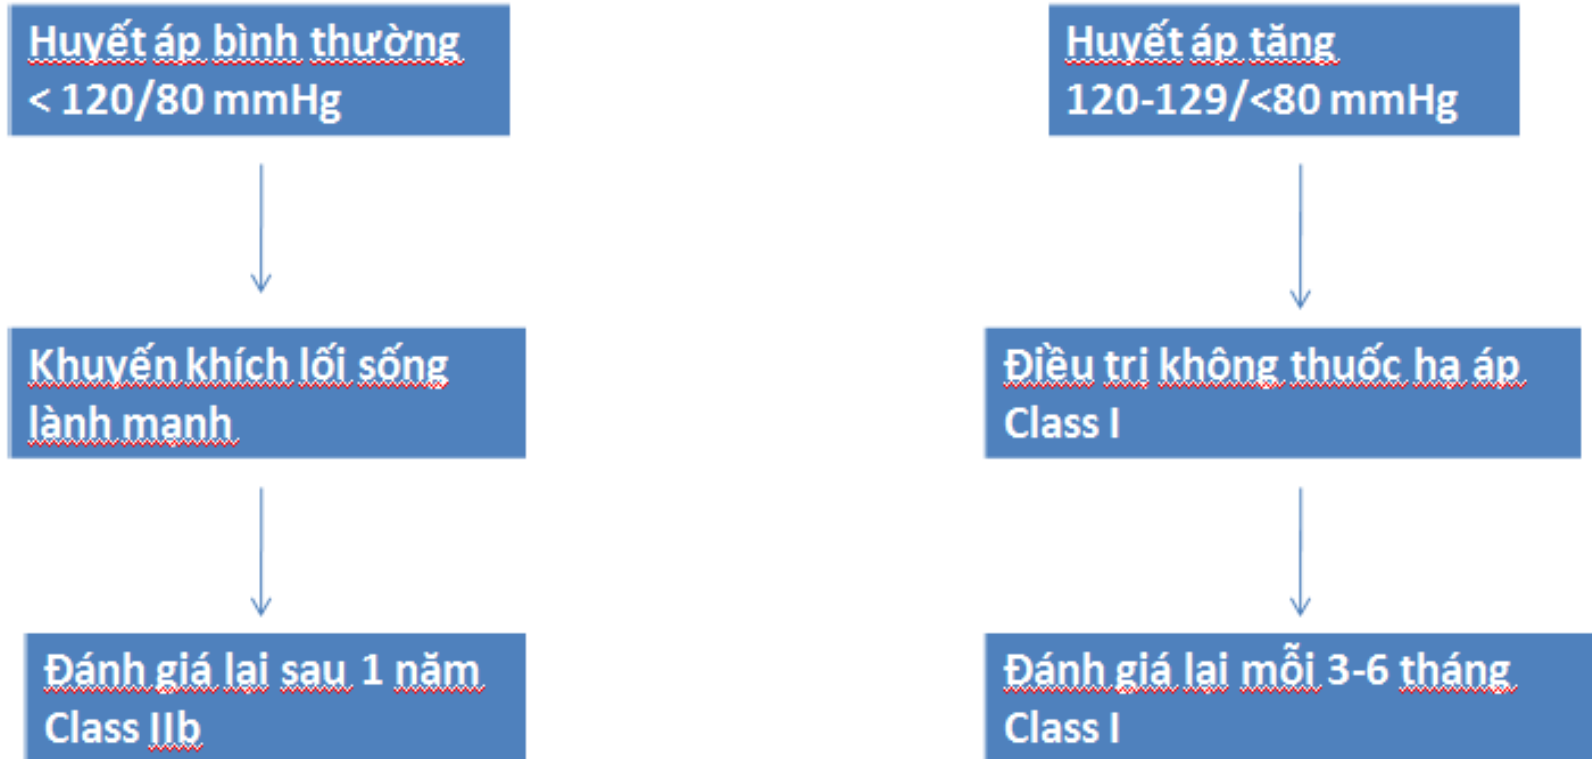 Huyết áp bình thường
< 120/80 mmHg
Huyết áp tăng
120-129/<80 mmHg
Khuyến khích lối sống
lành mạnh
Điều trị không thuốc hạ áp
Class I
Đánh giá lại sau 1 năm
Class IIb
Đánh giá lại mỗi 3-6 tháng
Class I